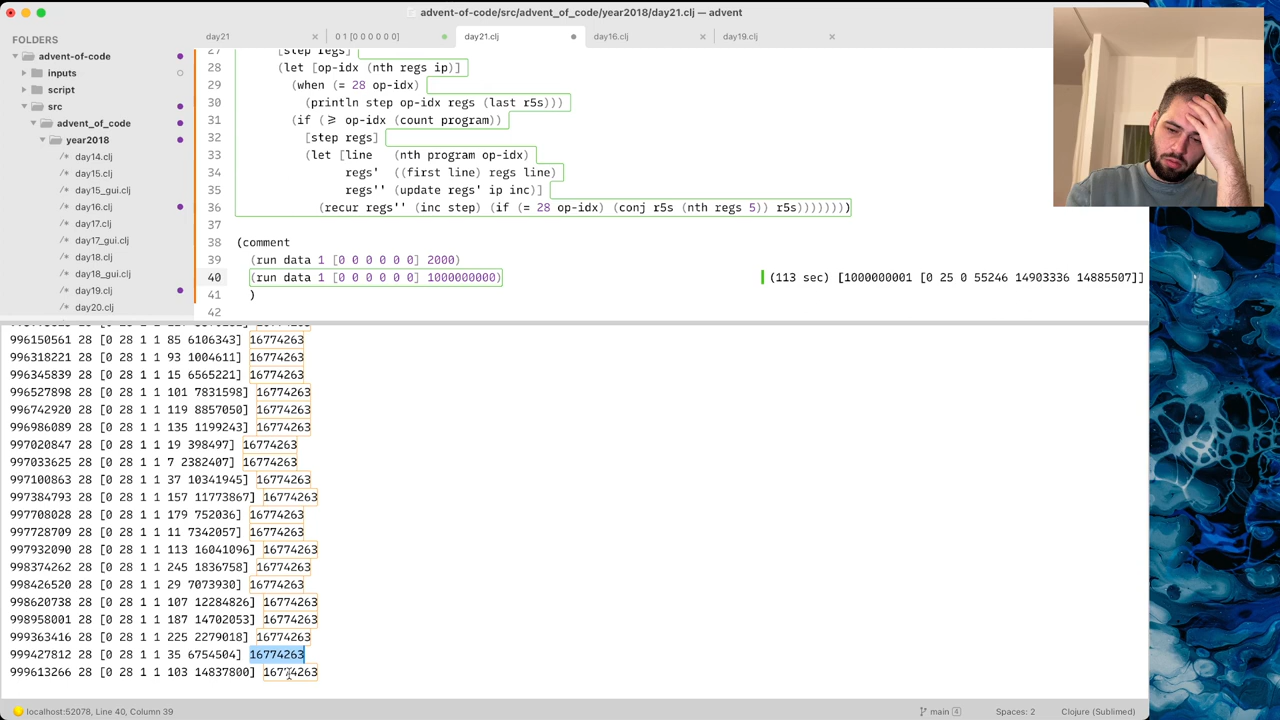 advent-of-code/src/advent_of_code/year2018/day21.clj — advent
FOLDERS
advent-of-code
inputs
script
src
advent_of_code
year2018
/* day14.clj
/* day15.clj
/* day15_gui.clj
/* day16.clj
/* day17.clj
/* day17_gui.clj
/* day18.clj
/* day18_gui.clj
/* day19.clj
/* day20.clj
day21 ×
0 1 [0 0 0 0 0 0]
day21.clj
day16.clj ×
day19.clj ×
27 [step regs]
28 (let [op-idx (nth regs ip)]
29 (when (= 28 op-idx)
30 (println step op-idx regs (last r5s)))
31 (if (≥ op-idx (count program))
32 [step regs]
33 (let [line (nth program op-idx)
34 regs' ((first line) regs line)
35 regs'' (update regs' ip inc)]
36 (recur regs'' (inc step) (if (= 28 op-idx) (conj r5s (nth regs 5)) r5s)))))))
37
38 (comment
39 (run data 1 [0 0 0 0 0 0] 2000)
40 (run data 1 [0 0 0 0 0 0] 1000000000) (113 sec) [1000000001 [0 25 0 55246 14903336 14885507]]
41 )
42
996150561 28 [0 28 1 1 85 6106343] 16774263
996318221 28 [0 28 1 1 93 1004611] 16774263
996345839 28 [0 28 1 1 15 6565221] 16774263
996527898 28 [0 28 1 1 101 7831598] 16774263
996742920 28 [0 28 1 1 119 8857050] 16774263
996986089 28 [0 28 1 1 135 1199243] 16774263
997020847 28 [0 28 1 1 19 398497] 16774263
997033625 28 [0 28 1 1 7 2382407] 16774263
997100863 28 [0 28 1 1 37 10341945] 16774263
997384793 28 [0 28 1 1 157 11773867] 16774263
997708028 28 [0 28 1 1 179 752036] 16774263
997728709 28 [0 28 1 1 11 7342057] 16774263
997932090 28 [0 28 1 1 113 16041096] 16774263
998374262 28 [0 28 1 1 245 1836758] 16774263
998426520 28 [0 28 1 1 29 7073930] 16774263
998620738 28 [0 28 1 1 107 12284826] 16774263
998958001 28 [0 28 1 1 187 14702053] 16774263
999363416 28 [0 28 1 1 225 2279018] 16774263
999427812 28 [0 28 1 1 35 6754504] 16774263
999613266 28 [0 28 1 1 103 14837800] 16774263
localhost:52078, Line 40, Column 39
main 4
Spaces: 2
Clojure (Sublimed)